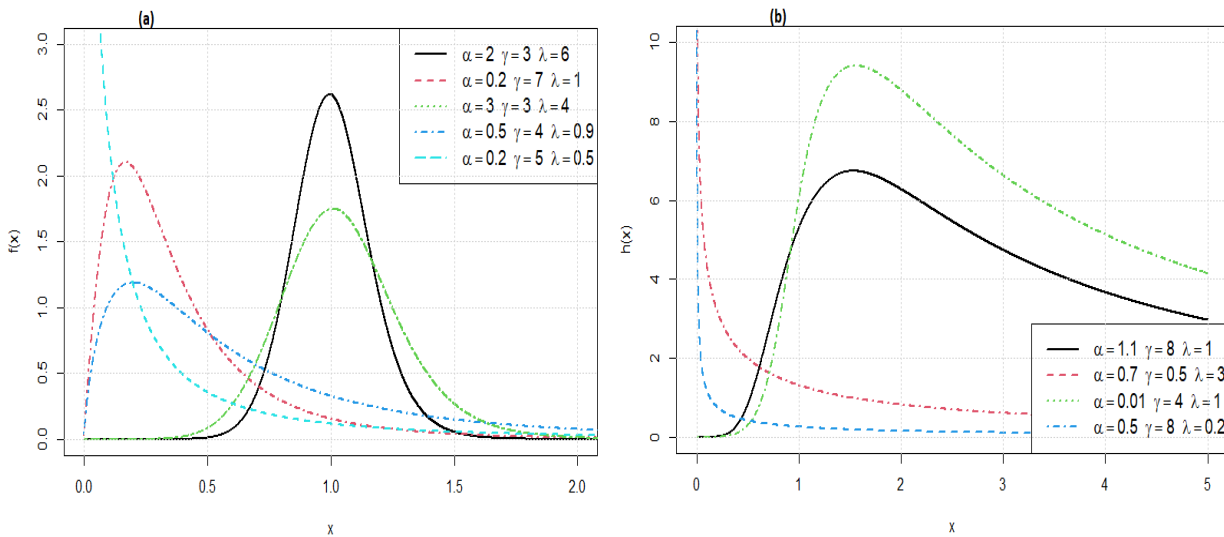 (a)
f(x)
0.0 0.5 1.0 1.5 2.0 2.5 3.0
0.0 0.5 1.0 1.5 2.0
x
α=2 γ=3 λ=6
α=0.2 γ=7 λ=1
α=3 γ=3 λ=4
α=0.5 γ=4 λ=0.9
α=0.2 γ=5 λ=0.5
(b)
h(x)
0 2 4 6 8 10
0 1 2 3 4 5
x
α=1.1 γ=8 λ=1
α=0.7 γ=0.5 λ=3
α=0.01 γ=4 λ=1
α=0.5 γ=8 λ=0.2